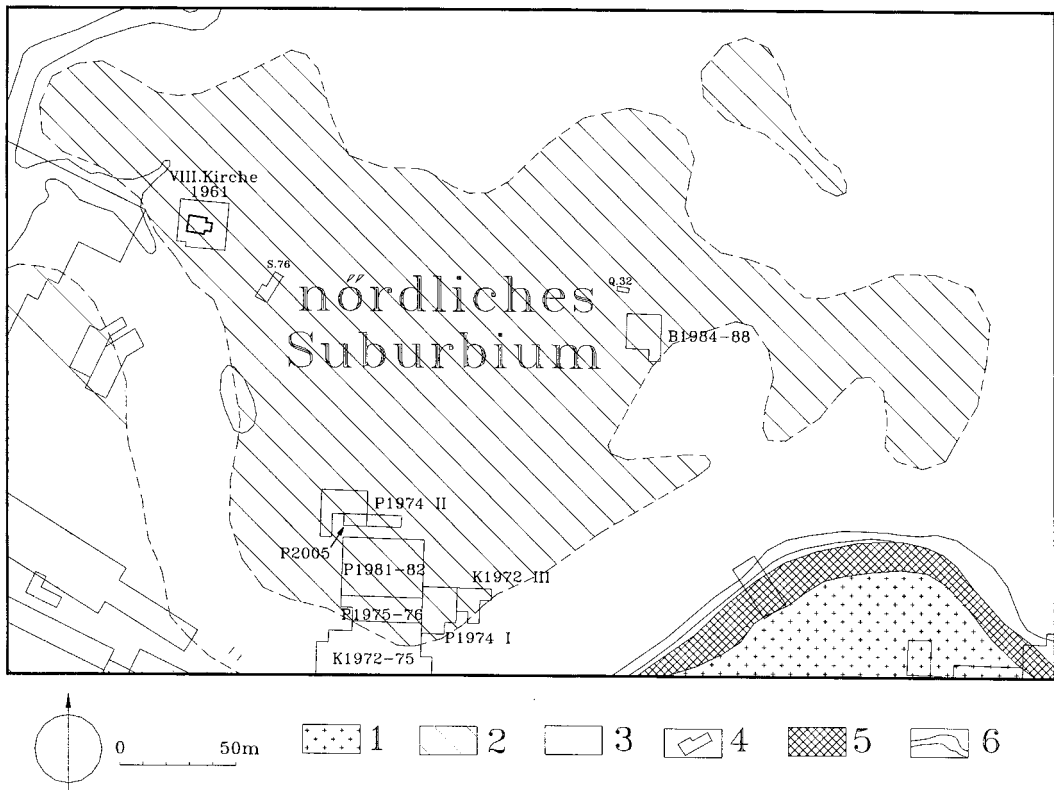 VIII.Kirche
1961
S.76
nördliches
Suburbium
Q.32
B1984-88
P1974 II
P2005
P1981-82
K1972 III
P1975-76
P1974 I
K1972-75
0 50m
1 2 3 4 5 6